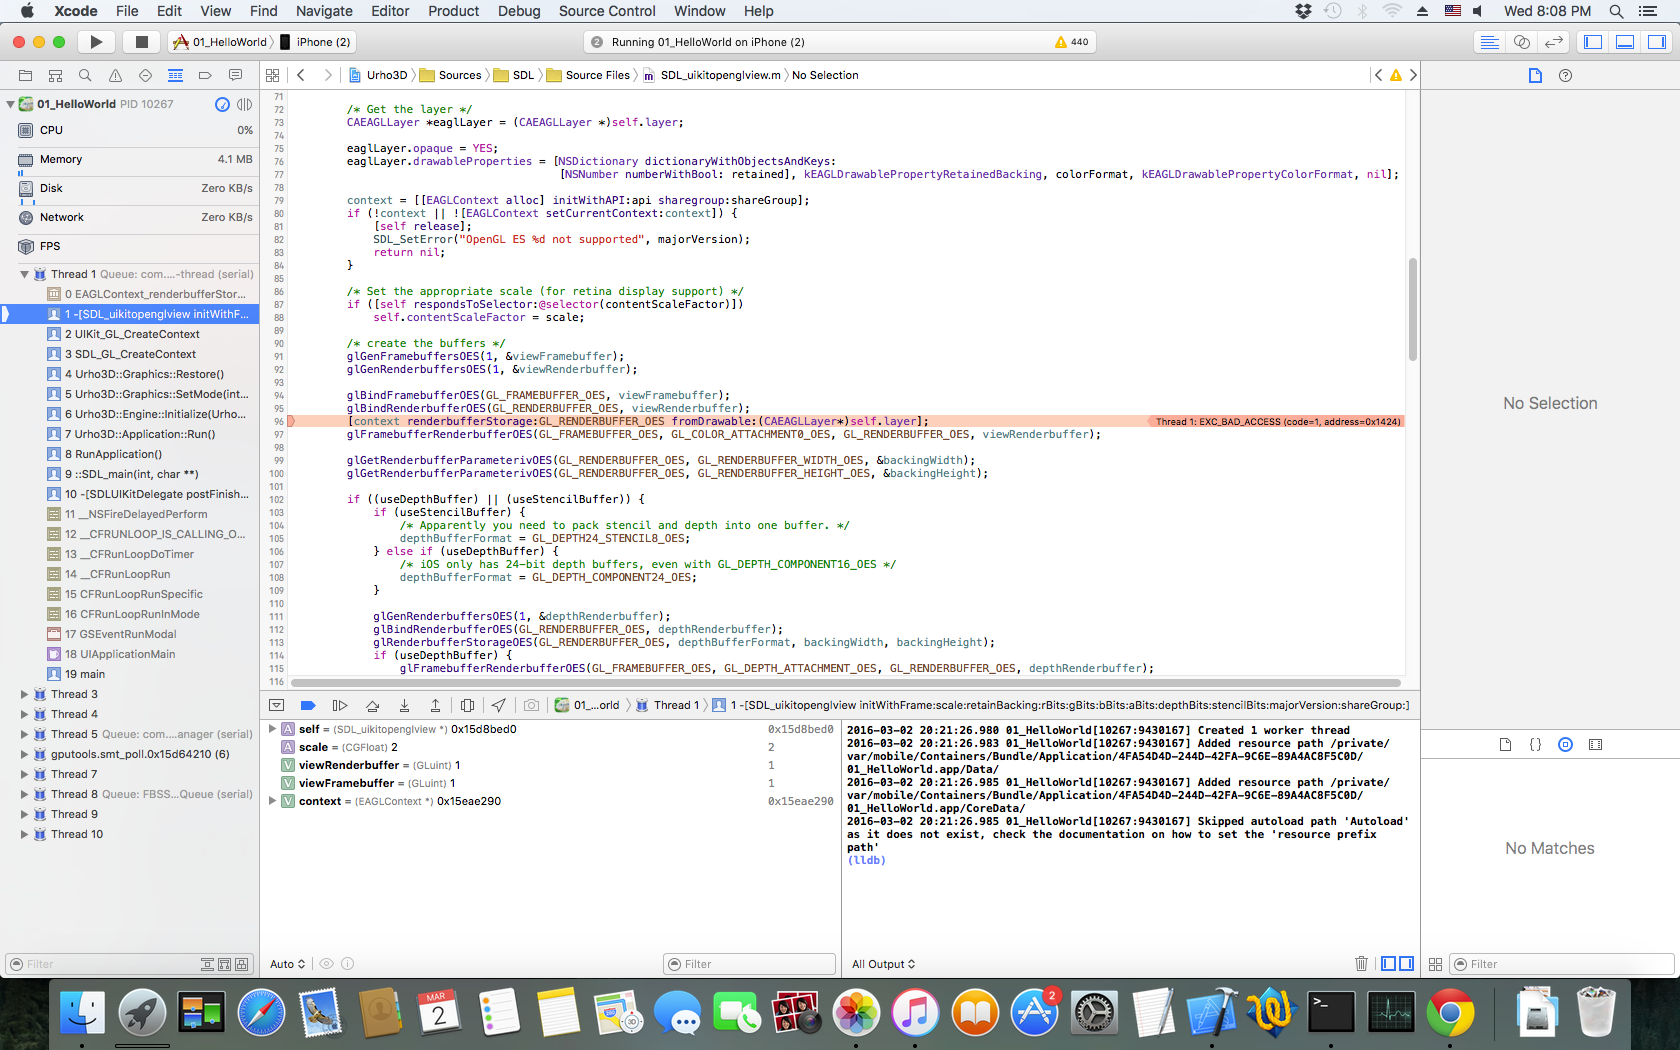 Xcode File Edit View Find Navigate Editor Product Debug Source Control Window Help Wed 8:08 PM
01_HelloWorld iPhone (2) 2 Running 01_HelloWorld on iPhone (2) 440
Urho3D Sources SDL Source Files m SDL_uikitopenglview.m No Selection
01_HelloWorld PID 10267
CPU 0%
Memory 4.1 MB
Disk Zero KB/s
Network Zero KB/s
FPS
Thread 1 Queue: com....-thread (serial)
0 EAGLContext_renderbufferStor...
1 -[SDL_uikitopenglview initWithF...
2 UIKit_GL_CreateContext
3 SDL_GL_CreateContext
4 Urho3D::Graphics::Restore()
5 Urho3D::Graphics::SetMode(int...
6 Urho3D::Engine::Initialize(Urho...
7 Urho3D::Application::Run()
8 RunApplication()
9 ::SDL_main(int, char **)
10 -[SDLUIKitDelegate postFinish...
11 __NSFireDelayedPerform
12 __CFRUNLOOP_IS_CALLING_O...
13 __CFRunLoopDoTimer
14 __CFRunLoopRun
15 CFRunLoopRunSpecific
16 CFRunLoopRunInMode
17 GSEventRunModal
18 UIApplicationMain
19 main
Thread 3
Thread 4
Thread 5 Queue: com....anager (serial)
gputools.smt_poll.0x15d64210 (6)
Thread 7
Thread 8 Queue: FBSS...Queue (serial)
Thread 9
Thread 10
Filter
71
72 /* Get the layer */
73 CAEAGLLayer *eaglLayer = (CAEAGLLayer *)self.layer;
74
75 eaglLayer.opaque = YES;
76 eaglLayer.drawableProperties = [NSDictionary dictionaryWithObjectsAndKeys:
77 [NSNumber numberWithBool: retained], kEAGLDrawablePropertyRetainedBacking, colorFormat, kEAGLDrawablePropertyColorFormat, nil];
78
79 context = [[EAGLContext alloc] initWithAPI:api sharegroup:shareGroup];
80 if (!context || ![EAGLContext setCurrentContext:context]) {
81 [self release];
82 SDL_SetError("OpenGL ES %d not supported", majorVersion);
83 return nil;
84 }
85
86 /* Set the appropriate scale (for retina display support) */
87 if ([self respondsToSelector:@selector(contentScaleFactor)])
88 self.contentScaleFactor = scale;
89
90 /* create the buffers */
91 glGenFramebuffersOES(1, &viewFramebuffer);
92 glGenRenderbuffersOES(1, &viewRenderbuffer);
93
94 glBindFramebufferOES(GL_FRAMEBUFFER_OES, viewFramebuffer);
95 glBindRenderbufferOES(GL_RENDERBUFFER_OES, viewRenderbuffer);
96 [context renderbufferStorage:GL_RENDERBUFFER_OES fromDrawable:(CAEAGLLayer*)self.layer]; Thread 1: EXC_BAD_ACCESS (code=1, address=0x1424)
97 glFramebufferRenderbufferOES(GL_FRAMEBUFFER_OES, GL_COLOR_ATTACHMENT0_OES, GL_RENDERBUFFER_OES, viewRenderbuffer);
98
99 glGetRenderbufferParameterivOES(GL_RENDERBUFFER_OES, GL_RENDERBUFFER_WIDTH_OES, &backingWidth);
100 glGetRenderbufferParameterivOES(GL_RENDERBUFFER_OES, GL_RENDERBUFFER_HEIGHT_OES, &backingHeight);
101
102 if ((useDepthBuffer) || (useStencilBuffer)) {
103 if (useStencilBuffer) {
104 /* Apparently you need to pack stencil and depth into one buffer. */
105 depthBufferFormat = GL_DEPTH24_STENCIL8_OES;
106 } else if (useDepthBuffer) {
107 /* iOS only has 24-bit depth buffers, even with GL_DEPTH_COMPONENT16_OES */
108 depthBufferFormat = GL_DEPTH_COMPONENT24_OES;
109 }
110
111 glGenRenderbuffersOES(1, &depthRenderbuffer);
112 glBindRenderbufferOES(GL_RENDERBUFFER_OES, depthRenderbuffer);
113 glRenderbufferStorageOES(GL_RENDERBUFFER_OES, depthBufferFormat, backingWidth, backingHeight);
114 if (useDepthBuffer) {
115 glFramebufferRenderbufferOES(GL_FRAMEBUFFER_OES, GL_DEPTH_ATTACHMENT_OES, GL_RENDERBUFFER_OES, depthRenderbuffer);
116
01_...orld Thread 1 1 -[SDL_uikitopenglview initWithFrame:scale:retainBacking:rBits:gBits:bBits:aBits:depthBits:stencilBits:majorVersion:shareGroup:]
A self = (SDL_uikitopenglview *) 0x15d8bed0 0x15d8bed0
A scale = (CGFloat) 2 2
V viewRenderbuffer = (GLuint) 1 1
V viewFramebuffer = (GLuint) 1 1
V context = (EAGLContext *) 0x15eae290 0x15eae290
Auto Filter
2016-03-02 20:21:26.980 01_HelloWorld[10267:9430167] Created 1 worker thread
2016-03-02 20:21:26.983 01_HelloWorld[10267:9430167] Added resource path /private/
var/mobile/Containers/Bundle/Application/4FA54D4D-244D-42FA-9C6E-89A4AC8F5C0D/
01_HelloWorld.app/Data/
2016-03-02 20:21:26.985 01_HelloWorld[10267:9430167] Added resource path /private/
var/mobile/Containers/Bundle/Application/4FA54D4D-244D-42FA-9C6E-89A4AC8F5C0D/
01_HelloWorld.app/CoreData/
2016-03-02 20:21:26.985 01_HelloWorld[10267:9430167] Skipped autoload path 'Autoload'
as it does not exist, check the documentation on how to set the 'resource prefix
path'
(lldb)
All Output
No Selection
{}
No Matches
Filter
MAR
2
2
>_